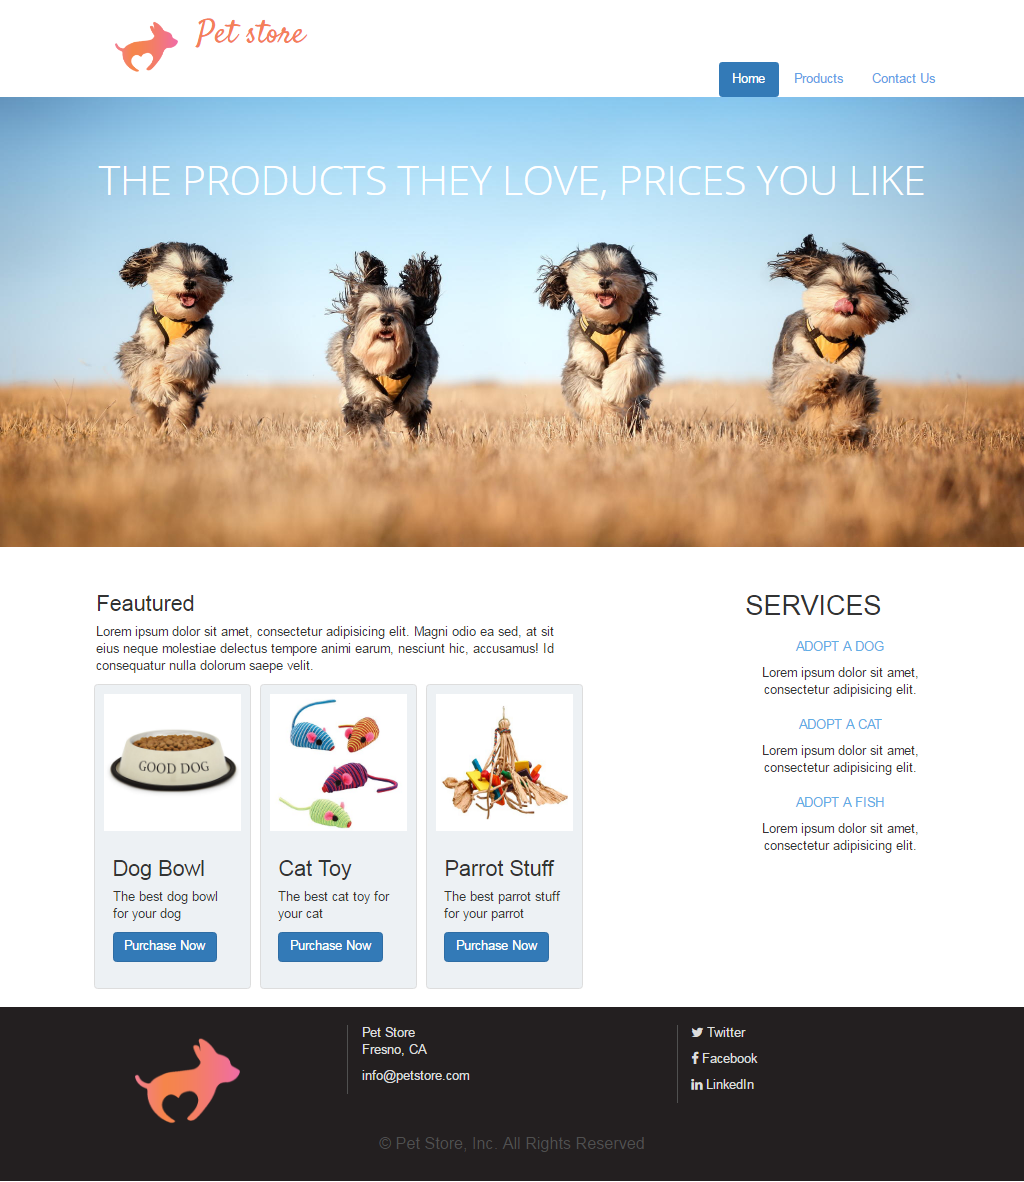 Pet store
Home Products Contact Us
THE PRODUCTS THEY LOVE, PRICES YOU LIKE
Feautured
Lorem ipsum dolor sit amet, consectetur adipisicing elit. Magni odio ea sed, at sit
eius neque molestiae delectus tempore animi earum, nesciunt hic, accusamus! Id
consequatur nulla dolorum saepe velit.
GOOD DOG
Dog Bowl
The best dog bowl
for your dog
Purchase Now
Cat Toy
The best cat toy for
your cat
Purchase Now
Parrot Stuff
The best parrot stuff
for your parrot
Purchase Now
SERVICES
ADOPT A DOG
Lorem ipsum dolor sit amet,
consectetur adipisicing elit.
ADOPT A CAT
Lorem ipsum dolor sit amet,
consectetur adipisicing elit.
ADOPT A FISH
Lorem ipsum dolor sit amet,
consectetur adipisicing elit.
Pet Store
Fresno, CA
info@petstore.com
Twitter
Facebook
LinkedIn
© Pet Store, Inc. All Rights Reserved